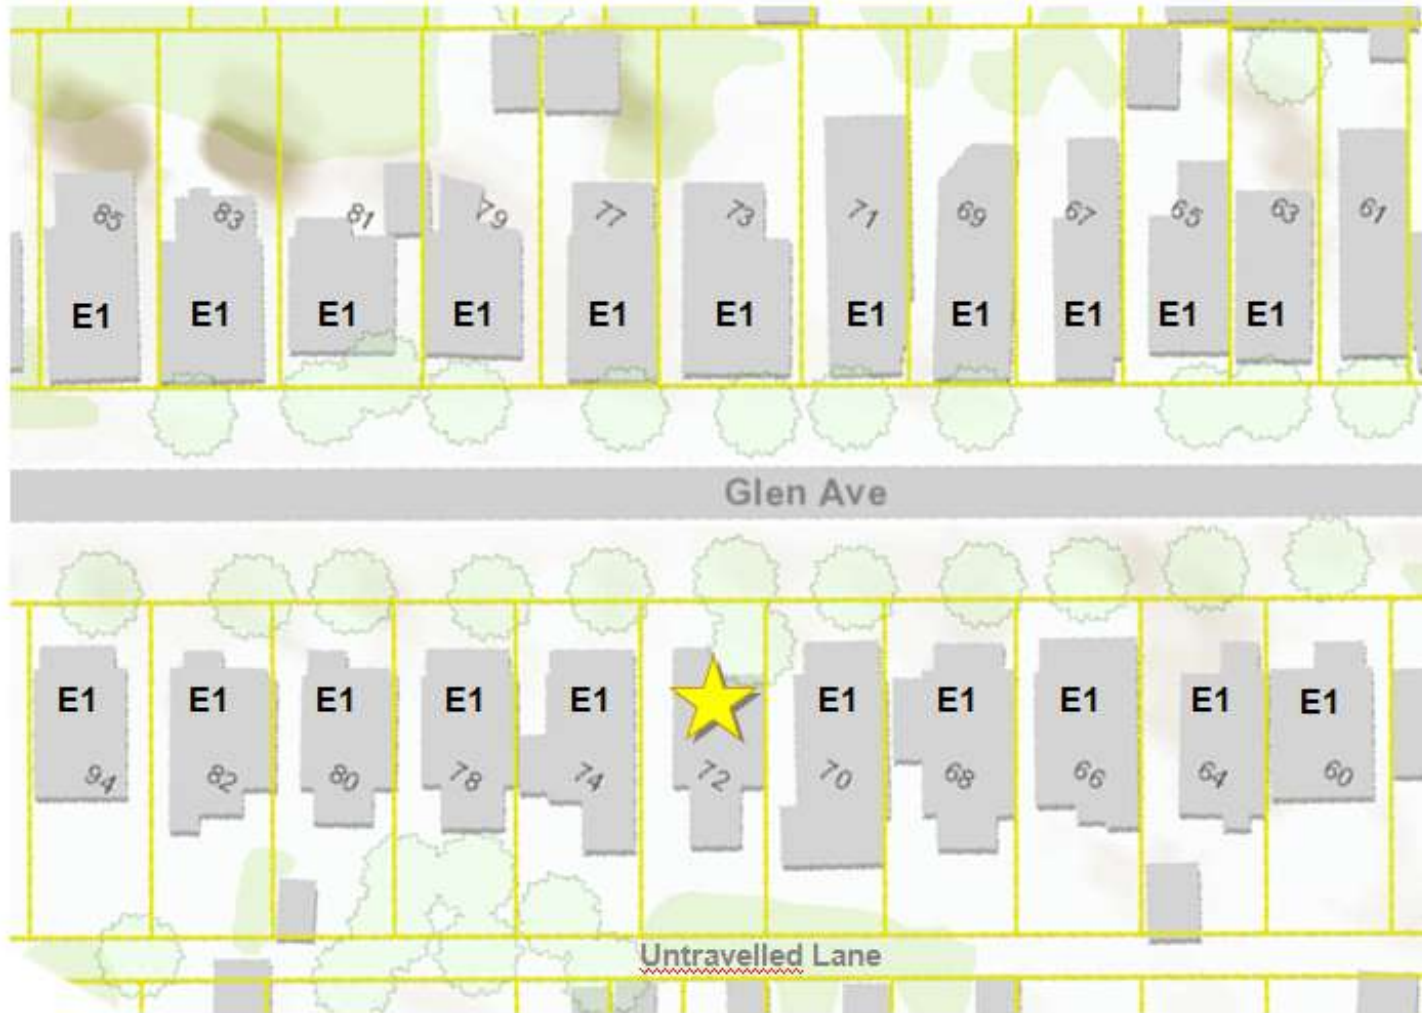 85 83 81 79 77 73 71 69 67 65 63 61
E1 E1 E1 E1 E1 E1 E1 E1 E1 E1 E1
Glen Ave
E1 E1 E1 E1 E1 E1 E1 E1 E1 E1
94 82 80 78 74 72 70 68 66 64 60
Untravelled Lane